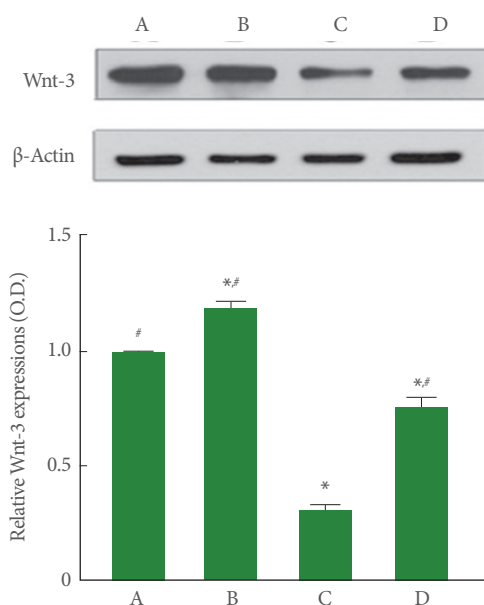 A B C D
Wnt-3
β-Actin
Relative Wnt-3 expressions (O.D.)
1.5
1.0
0.5
0
#
*,#
*
*,#
A B C D